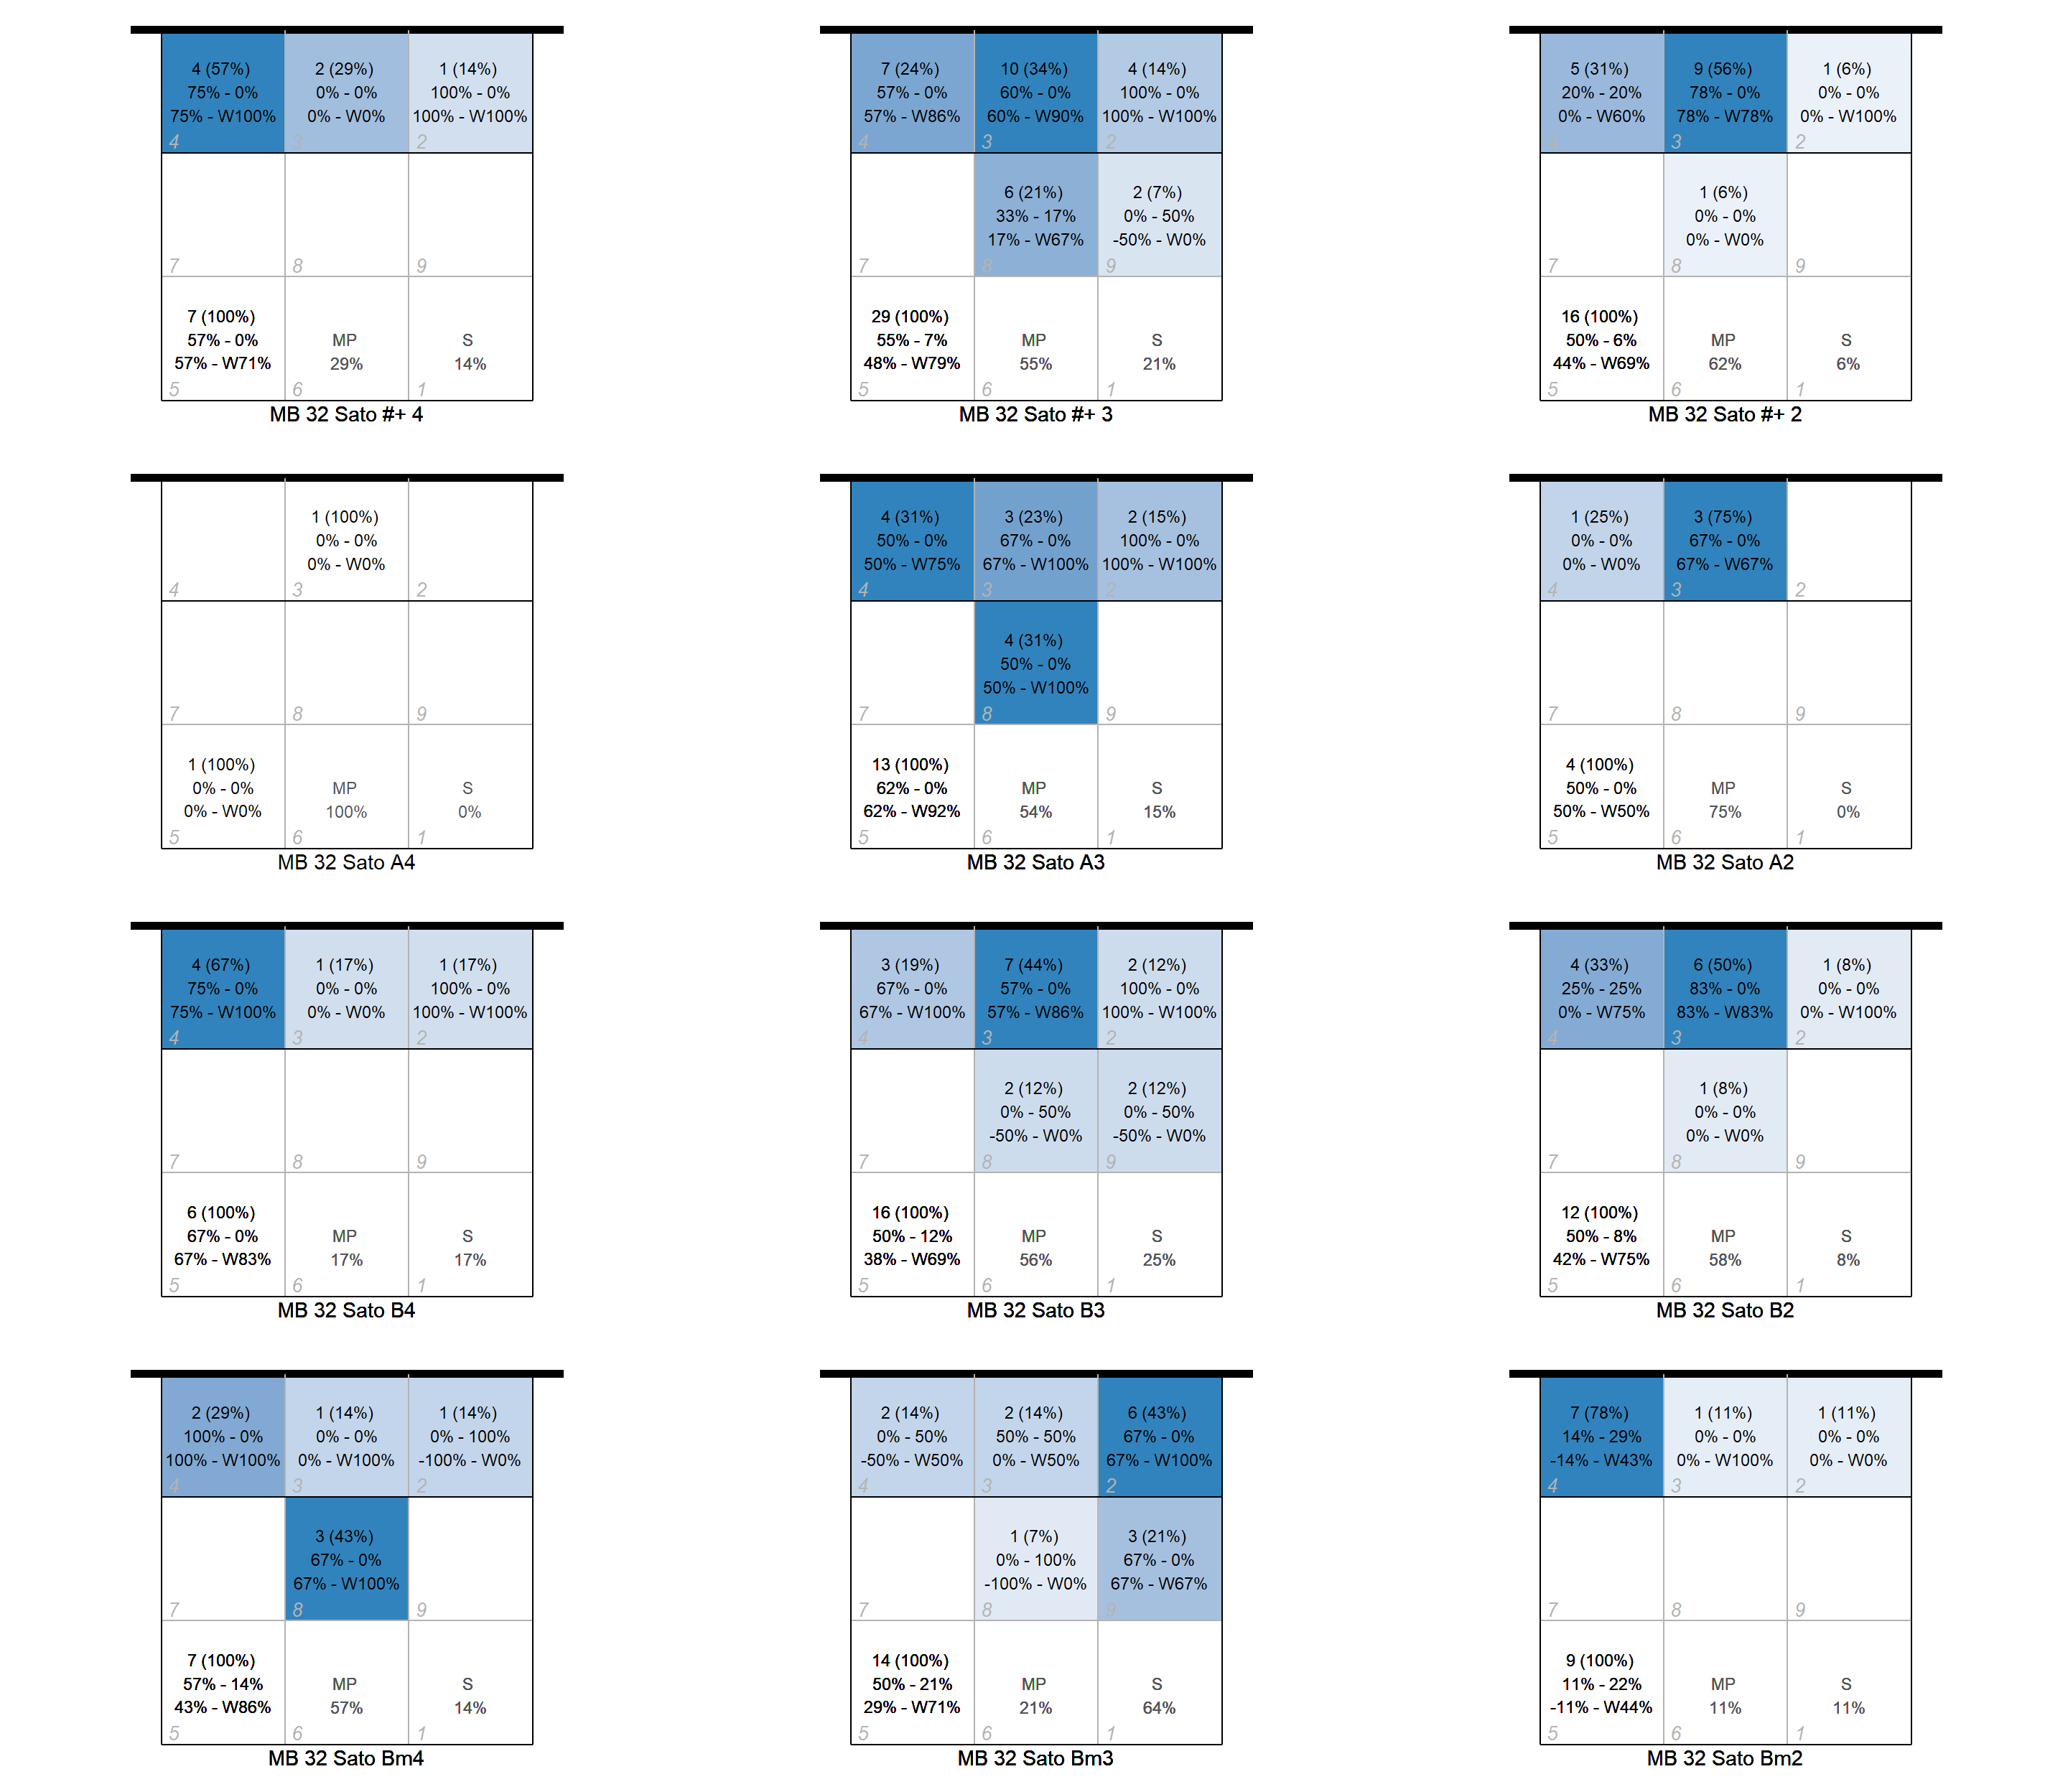 4 (57%)
75% - 0%
75% - W100%
4
2 (29%)
0% - 0%
0% - W0%
3
1 (14%)
100% - 0%
100% - W100%
2
7
8
9
7 (100%)
57% - 0%
57% - W71%
5
MP
29%
6
S
14%
1
MB 32 Sato #+ 4
7 (24%)
57% - 0%
57% - W86%
4
10 (34%)
60% - 0%
60% - W90%
3
4 (14%)
100% - 0%
100% - W100%
2
7
6 (21%)
33% - 17%
17% - W67%
8
2 (7%)
0% - 50%
-50% - W0%
9
29 (100%)
55% - 7%
48% - W79%
5
MP
55%
6
S
21%
1
MB 32 Sato #+ 3
5 (31%)
20% - 20%
0% - W60%
4
9 (56%)
78% - 0%
78% - W78%
3
1 (6%)
0% - 0%
0% - W100%
2
7
1 (6%)
0% - 0%
0% - W0%
8
9
16 (100%)
50% - 6%
44% - W69%
5
MP
62%
6
S
6%
1
MB 32 Sato #+ 2
4
1 (100%)
0% - 0%
0% - W0%
3
2
7
8
9
1 (100%)
0% - 0%
0% - W0%
5
MP
100%
6
S
0%
1
MB 32 Sato A4
4 (31%)
50% - 0%
50% - W75%
4
3 (23%)
67% - 0%
67% - W100%
3
2 (15%)
100% - 0%
100% - W100%
2
7
4 (31%)
50% - 0%
50% - W100%
8
9
13 (100%)
62% - 0%
62% - W92%
5
MP
54%
6
S
15%
1
MB 32 Sato A3
1 (25%)
0% - 0%
0% - W0%
4
3 (75%)
67% - 0%
67% - W67%
3
2
7
8
9
4 (100%)
50% - 0%
50% - W50%
5
MP
75%
6
S
0%
1
MB 32 Sato A2
4 (67%)
75% - 0%
75% - W100%
4
1 (17%)
0% - 0%
0% - W0%
3
1 (17%)
100% - 0%
100% - W100%
2
7
8
9
6 (100%)
67% - 0%
67% - W83%
5
MP
17%
6
S
17%
1
MB 32 Sato B4
3 (19%)
67% - 0%
67% - W100%
4
7 (44%)
57% - 0%
57% - W86%
3
2 (12%)
100% - 0%
100% - W100%
2
7
2 (12%)
0% - 50%
-50% - W0%
8
2 (12%)
0% - 50%
-50% - W0%
9
16 (100%)
50% - 12%
38% - W69%
5
MP
56%
6
S
25%
1
MB 32 Sato B3
4 (33%)
25% - 25%
0% - W75%
4
6 (50%)
83% - 0%
83% - W83%
3
1 (8%)
0% - 0%
0% - W100%
2
7
1 (8%)
0% - 0%
0% - W0%
8
9
12 (100%)
50% - 8%
42% - W75%
5
MP
58%
6
S
8%
1
MB 32 Sato B2
2 (29%)
100% - 0%
100% - W100%
4
1 (14%)
0% - 0%
0% - W100%
3
1 (14%)
0% - 100%
-100% - W0%
2
7
3 (43%)
67% - 0%
67% - W100%
8
9
7 (100%)
57% - 14%
43% - W86%
5
MP
57%
6
S
14%
1
MB 32 Sato Bm4
2 (14%)
0% - 50%
-50% - W50%
4
2 (14%)
50% - 50%
0% - W50%
3
6 (43%)
67% - 0%
67% - W100%
2
7
1 (7%)
0% - 100%
-100% - W0%
8
3 (21%)
67% - 0%
67% - W67%
9
14 (100%)
50% - 21%
29% - W71%
5
MP
21%
6
S
64%
1
MB 32 Sato Bm3
7 (78%)
14% - 29%
-14% - W43%
4
1 (11%)
0% - 0%
0% - W100%
3
1 (11%)
0% - 0%
0% - W0%
2
7
8
9
9 (100%)
11% - 22%
-11% - W44%
5
MP
11%
6
S
11%
1
MB 32 Sato Bm2